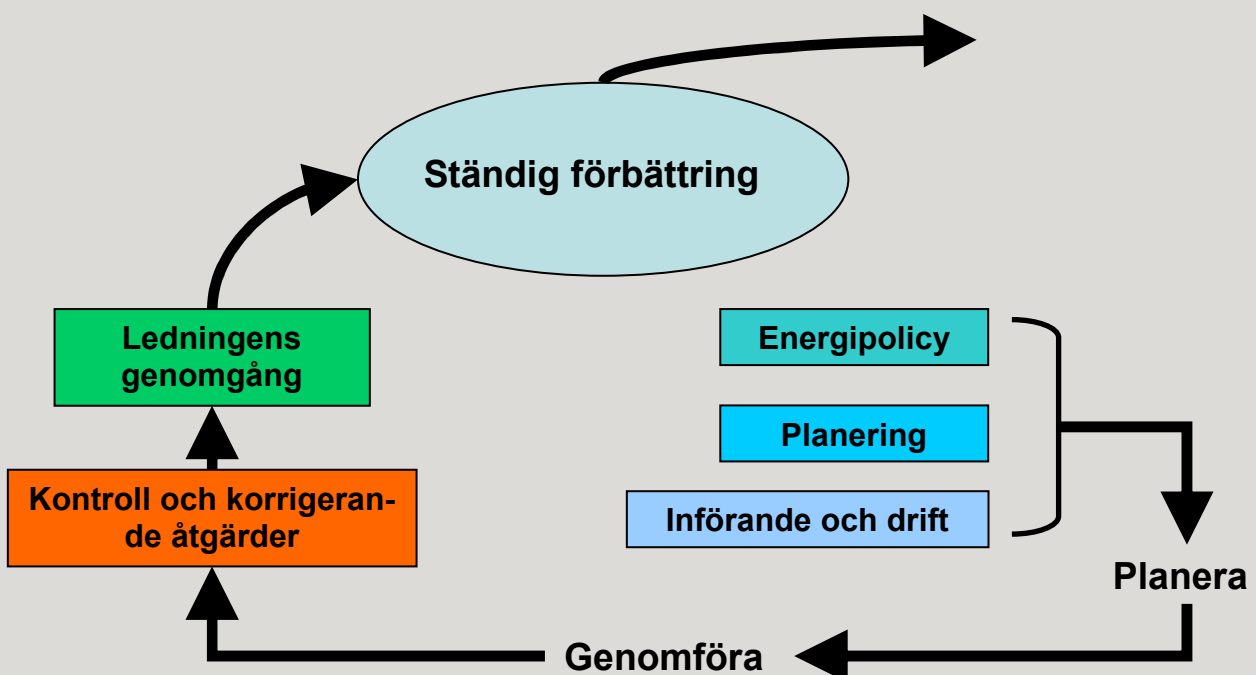 Ständig förbättring
Ledningens
genomgång
Energipolicy
Planering
Kontroll och korrigeran-
de åtgärder
Införande och drift
Planera
Genomföra